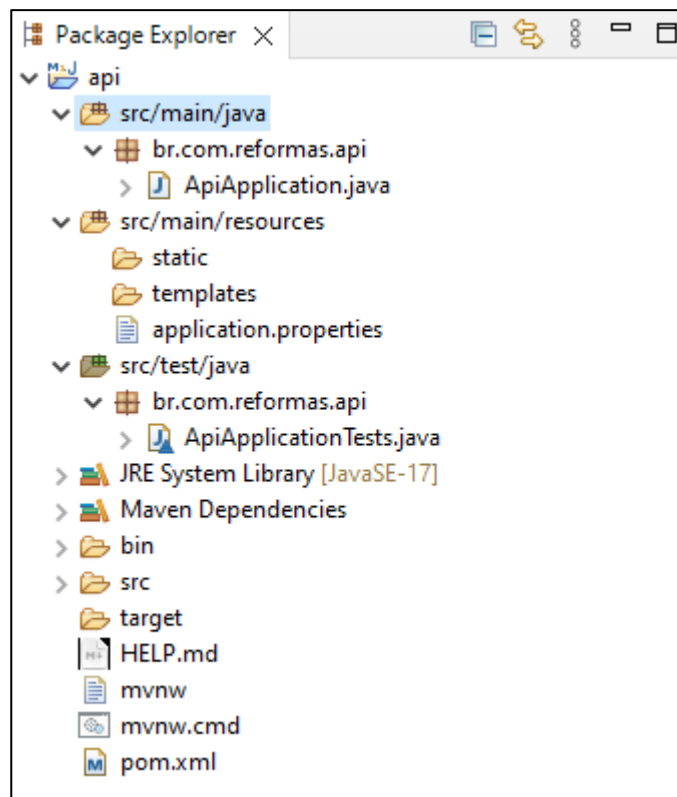 Package Explorer
api
src/main/java
br.com.reformas.api
ApiApplication.java
src/main/resources
static
templates
application.properties
src/test/java
br.com.reformas.api
ApiApplicationTests.java
JRE System Library [JavaSE-17]
Maven Dependencies
bin
src
target
HELP.md
mvnw
mvnw.cmd
pom.xml